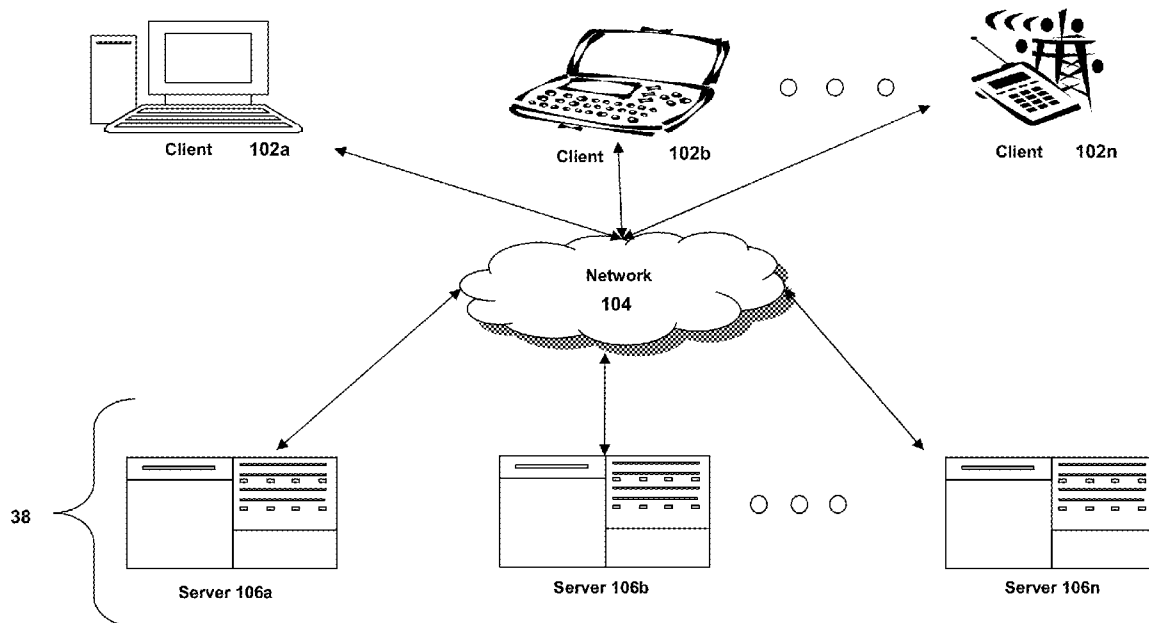 Client 102a
Client 102b
Client 102n
Network
104
38
Server 106a
Server 106b
Server 106n